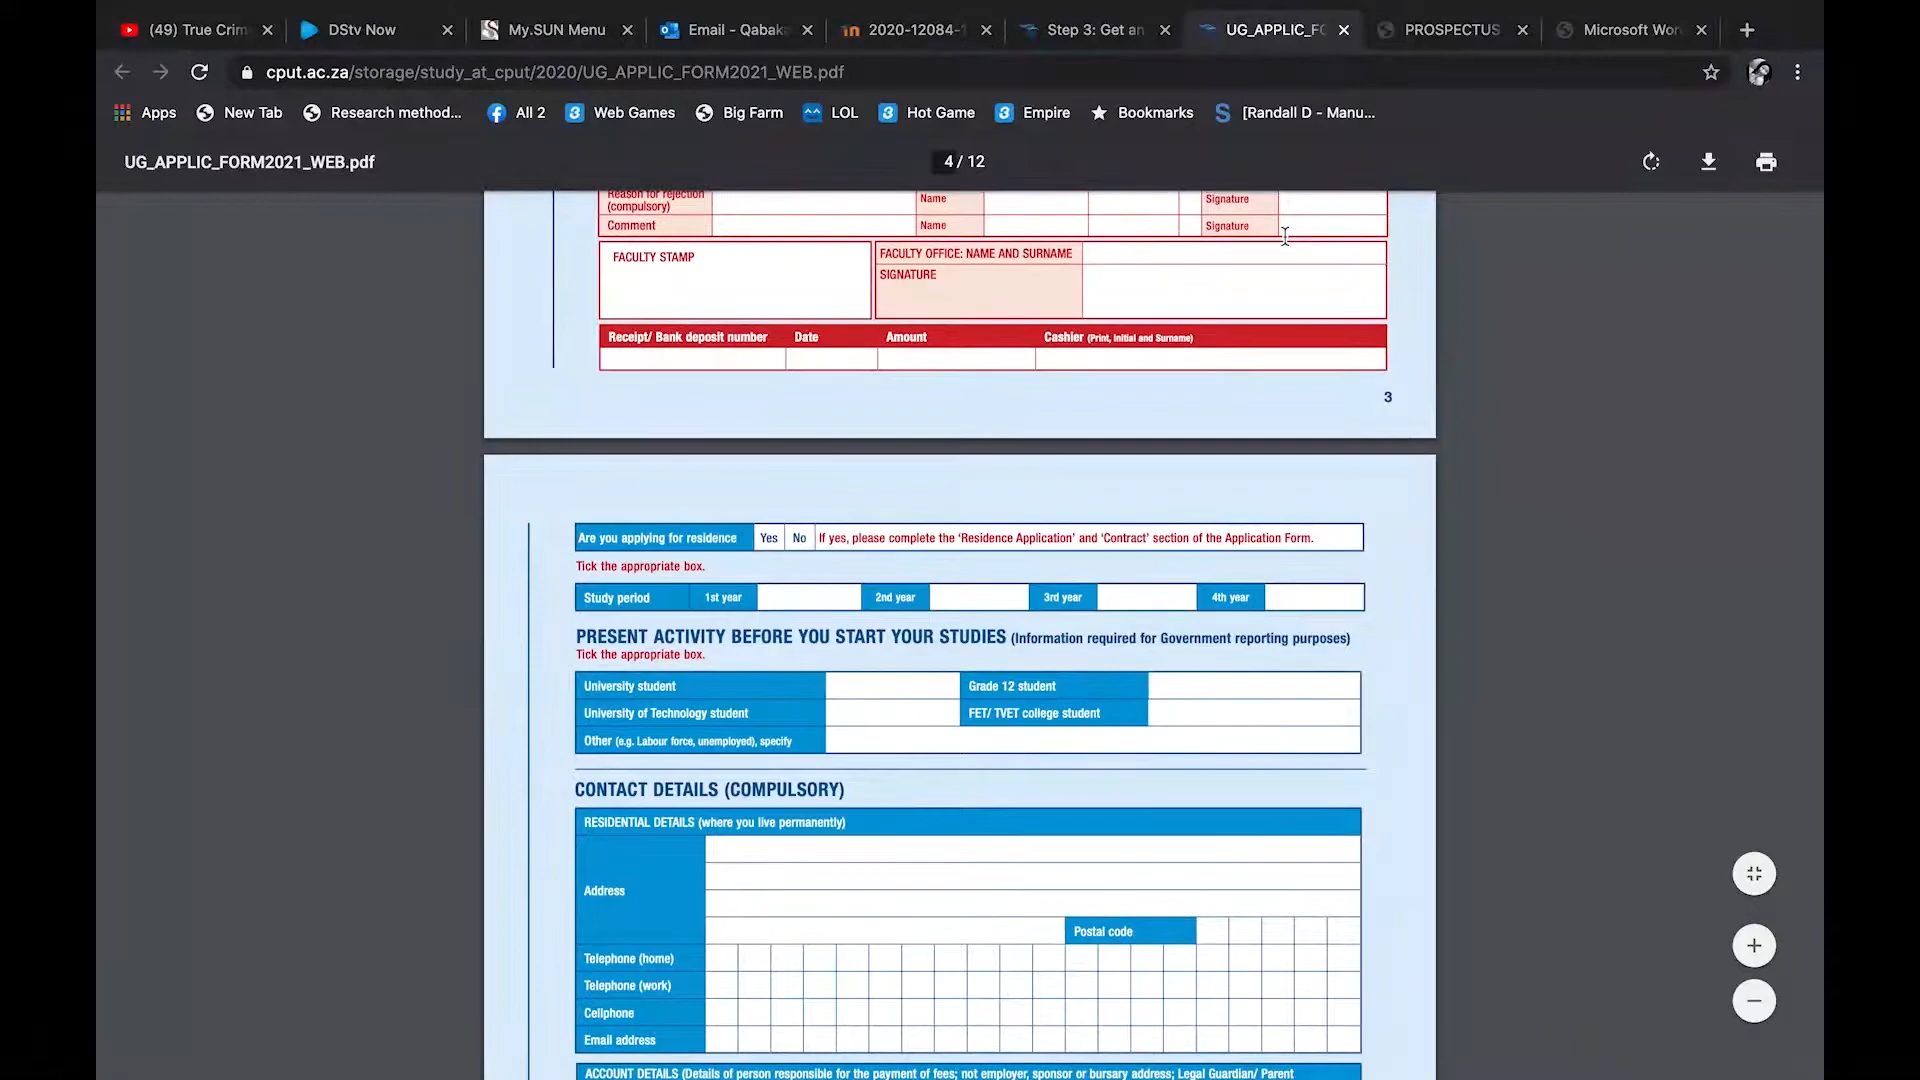 (49) True Crim
DStv Now
My.SUN Menu
Email - Qabaka
2020-12084-1
Step 3: Get an
UG_APPLIC_FO
PROSPECTUS
Microsoft Wor
cput.ac.za/storage/study_at_cput/2020/UG_APPLIC_FORM2021_WEB.pdf
Apps
New Tab
Research method...
All 2
Web Games
Big Farm
LOL
Hot Game
Empire
Bookmarks
[Randall D - Manu...
UG_APPLIC_FORM2021_WEB.pdf
4 / 12
Reason for rejection
(compulsory)
Name
Signature
Comment
Name
Signature
FACULTY STAMP
FACULTY OFFICE: NAME AND SURNAME
SIGNATURE
Receipt/ Bank deposit number
Date
Amount
Cashier (Print, Initial and Surname)
3
Are you applying for residence
Yes
No
If yes, please complete the ‘Residence Application’ and ‘Contract’ section of the Application Form.
Tick the appropriate box.
Study period
1st year
2nd year
3rd year
4th year
PRESENT ACTIVITY BEFORE YOU START YOUR STUDIES (Information required for Government reporting purposes)
Tick the appropriate box.
University student
Grade 12 student
University of Technology student
FET/ TVET college student
Other (e.g. Labour force, unemployed), specify
CONTACT DETAILS (COMPULSORY)
RESIDENTIAL DETAILS (where you live permanently)
Address
Postal code
Telephone (home)
Telephone (work)
Cellphone
Email address
ACCOUNT DETAILS (Details of person responsible for the payment of fees; not employer, sponsor or bursary address; Legal Guardian/ Parent